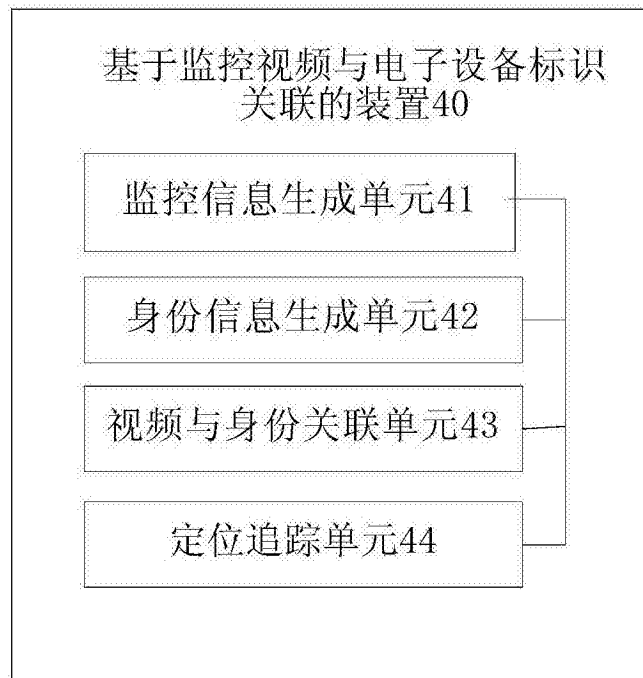 基于监控视频与电子设备标识
关联的装置40
监控信息生成单元41
身份信息生成单元42
视频与身份关联单元43
定位追踪单元44